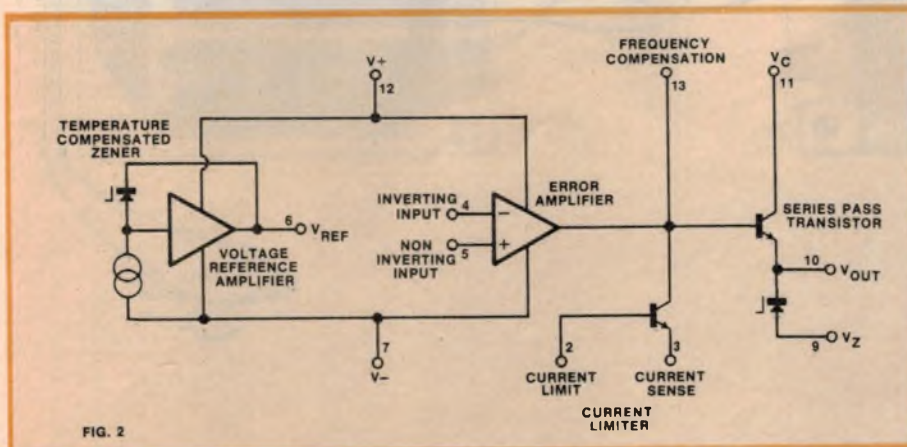 FREQUENCY
COMPENSATION
13
VC
11
V+
12
TEMPERATURE
COMPENSATED
ZENER
6
VREF
VOLTAGE
REFERENCE
AMPLIFIER
INVERTING
INPUT
4
−
NON
INVERTING
INPUT
5
+
ERROR
AMPLIFIER
SERIES PASS
TRANSISTOR
10
VOUT
9
VZ
7
V−
2
CURRENT
LIMIT
3
CURRENT
SENSE
CURRENT
LIMITER
FIG. 2